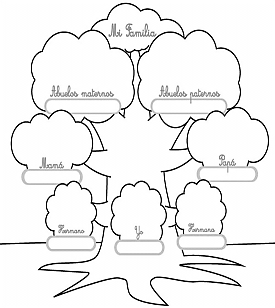 Mi Familia
Abuelos maternos
Abuelos paternos
Mamá
Papá
Hermano
Yo
Hermana